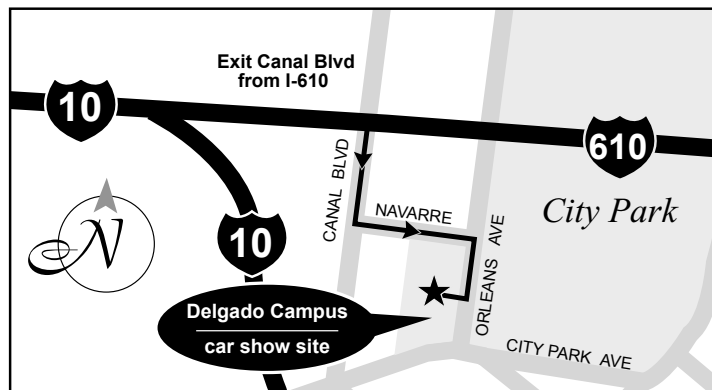 Exit Canal Blvd
from I-610
10
610
CANAL BLVD
NAVARRE
City Park
ORLEANS AVE
N
10
Delgado Campus
car show site
CITY PARK AVE